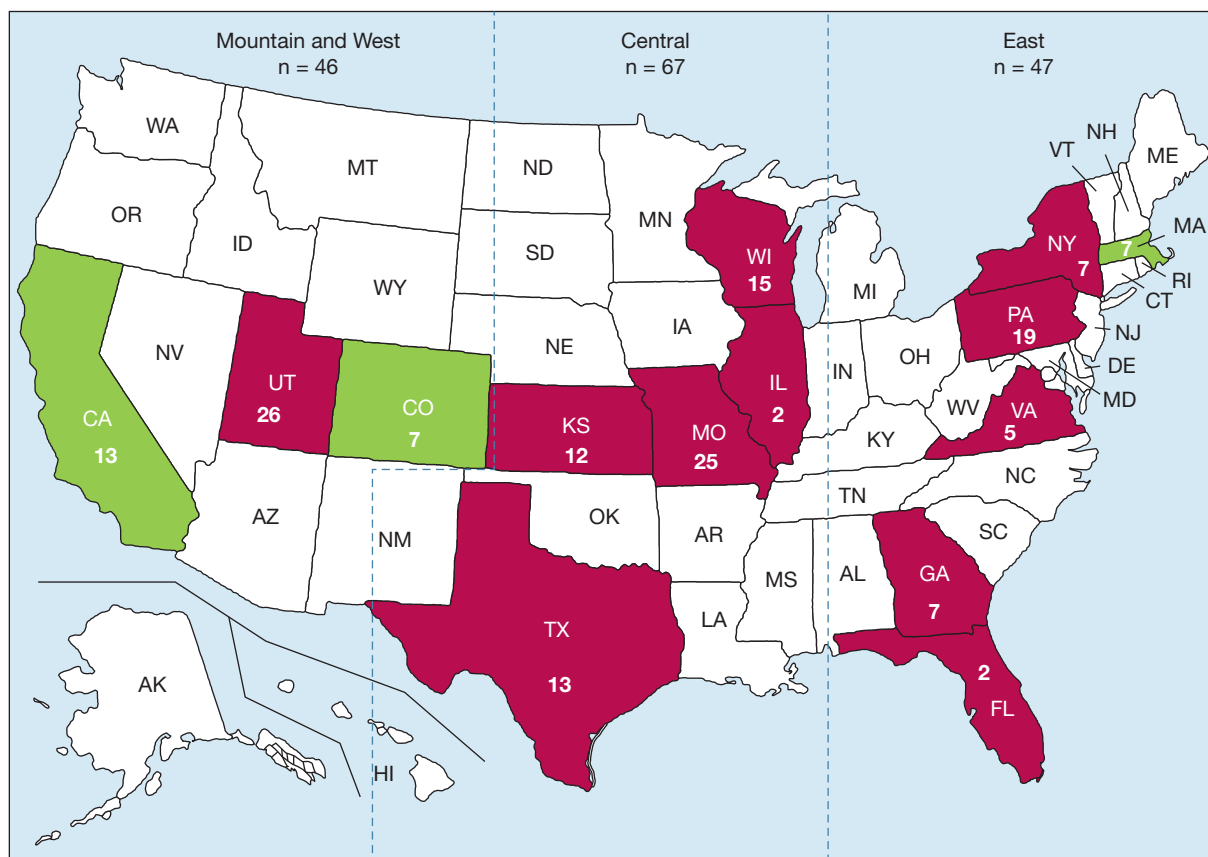 Mountain and West
n = 46
Central
n = 67
East
n = 47
WA
OR
ID
MT
WY
NV
CA
13
UT
26
CO
7
AZ
NM
ND
SD
NE
KS
12
OK
TX
13
MN
IA
MO
25
AR
LA
WI
15
IL
2
MI
IN
OH
KY
TN
MS
AL
GA
7
2
FL
SC
NC
VA
5
WV
PA
19
NY
7
VT
NH
ME
7
MA
RI
CT
NJ
DE
MD
AK
HI